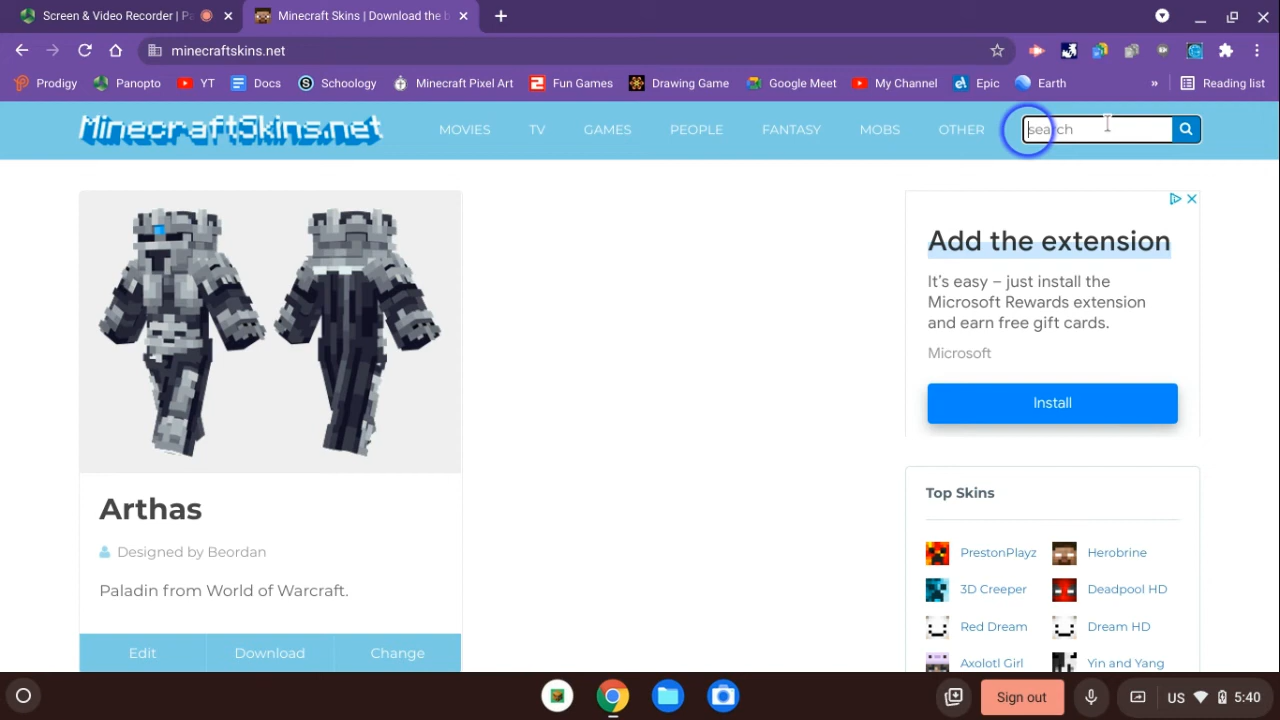 Screen & Video Recorder | Pa
Minecraft Skins | Download the b
minecraftskins.net
Prodigy
Panopto
YT
Docs
Schoology
Minecraft Pixel Art
Fun Games
Drawing Game
Google Meet
My Channel
Epic
Earth
»
Reading list
MinecraftSkins.net
MOVIES
TV
GAMES
PEOPLE
FANTASY
MOBS
OTHER
search
Add the extension
It's easy – just install the
Microsoft Rewards extension
and earn free gift cards.
Microsoft
Install
Arthas
Designed by Beordan
Paladin from World of Warcraft.
Edit
Download
Change
Top Skins
PrestonPlayz
Herobrine
3D Creeper
Deadpool HD
Red Dream
Dream HD
Axolotl Girl
Yin and Yang
Sign out
US
5:40